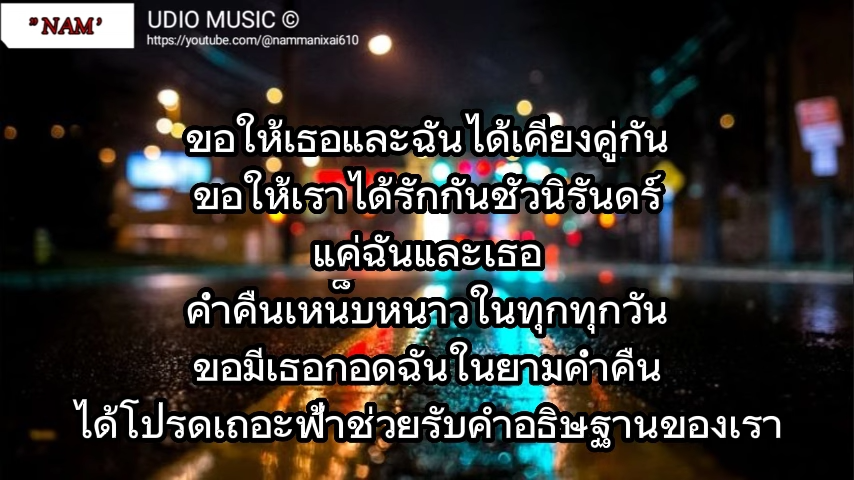 "NAM'
UDIO MUSIC ©
https://youtube.com/@nammanixai610
ขอให้เธอและฉันได้เคียงคู่กัน
ขอให้เราได้รักกันชั่วนิรันดร์
แค่ฉันและเธอ
ค่ำคืนเหน็บหนาวในทุกทุกวัน
ขอมีเธอกอดฉันในยามค่ำคืน
ได้โปรดเถอะฟ้าช่วยรับคำอธิษฐานของเรา